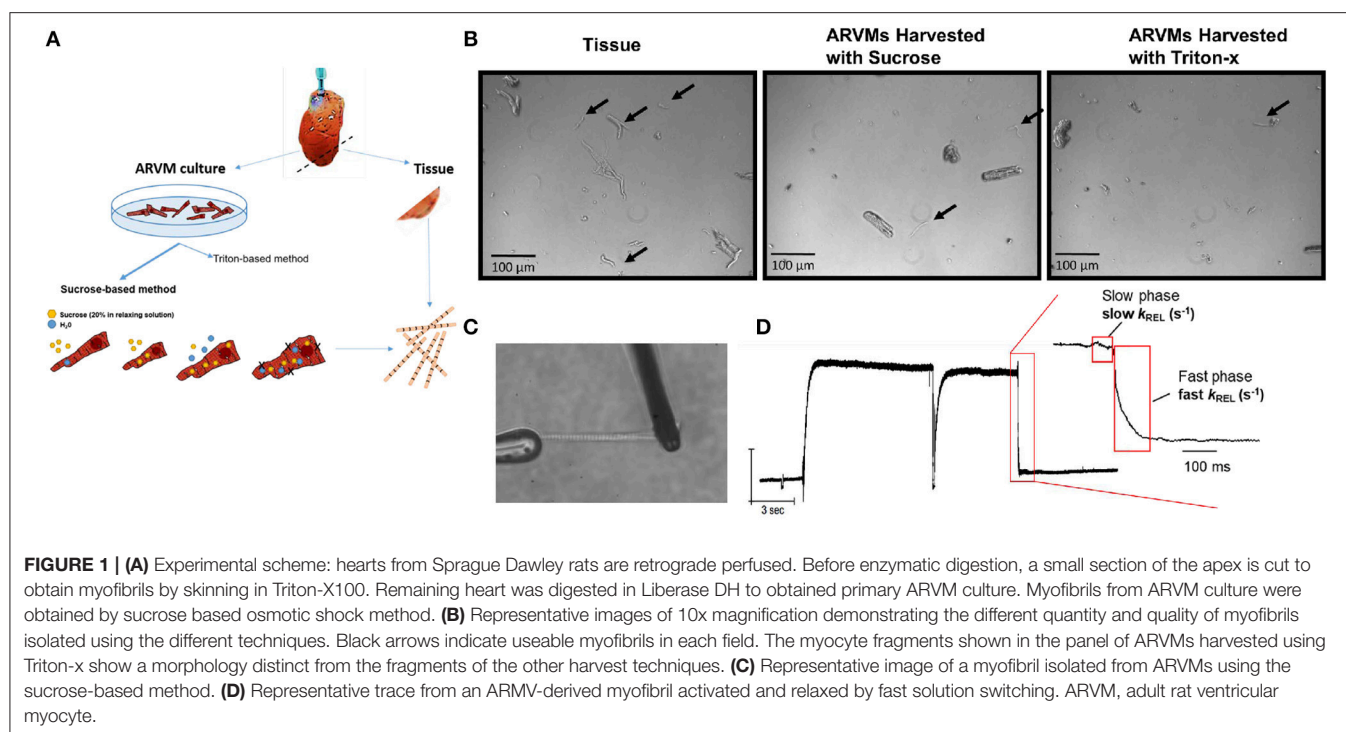 (A)
ARVM culture
Tissue
Triton-based method
Sucrose-based method
Sucrose (20% in relaxing solution)
H₂0
X
X
X
X
X
(B)
Tissue
ARVMs Harvested
with Sucrose
ARVMs Harvested
with Triton-x
100 µm
100 µm
100 µm
C
D
Slow phase
slow kREL (s-1)
Fast phase
fast kREL (s-1)
100 ms
3 sec
FIGURE 1 | (A) Experimental scheme: hearts from Sprague Dawley rats are retrograde perfused. Before enzymatic digestion, a small section of the apex is cut to
obtain myofibrils by skinning in Triton-X100. Remaining heart was digested in Liberase DH to obtained primary ARVM culture. Myofibrils from ARVM culture were
obtained by sucrose based osmotic shock method. (B) Representative images of 10x magnification demonstrating the different quantity and quality of myofibrils
isolated using the different techniques. Black arrows indicate useable myofibrils in each field. The myocyte fragments shown in the panel of ARVMs harvested using
Triton-x show a morphology distinct from the fragments of the other harvest techniques. (C) Representative image of a myofibril isolated from ARVMs using the
sucrose-based method. (D) Representative trace from an ARMV-derived myofibril activated and relaxed by fast solution switching. ARVM, adult rat ventricular
myocyte.